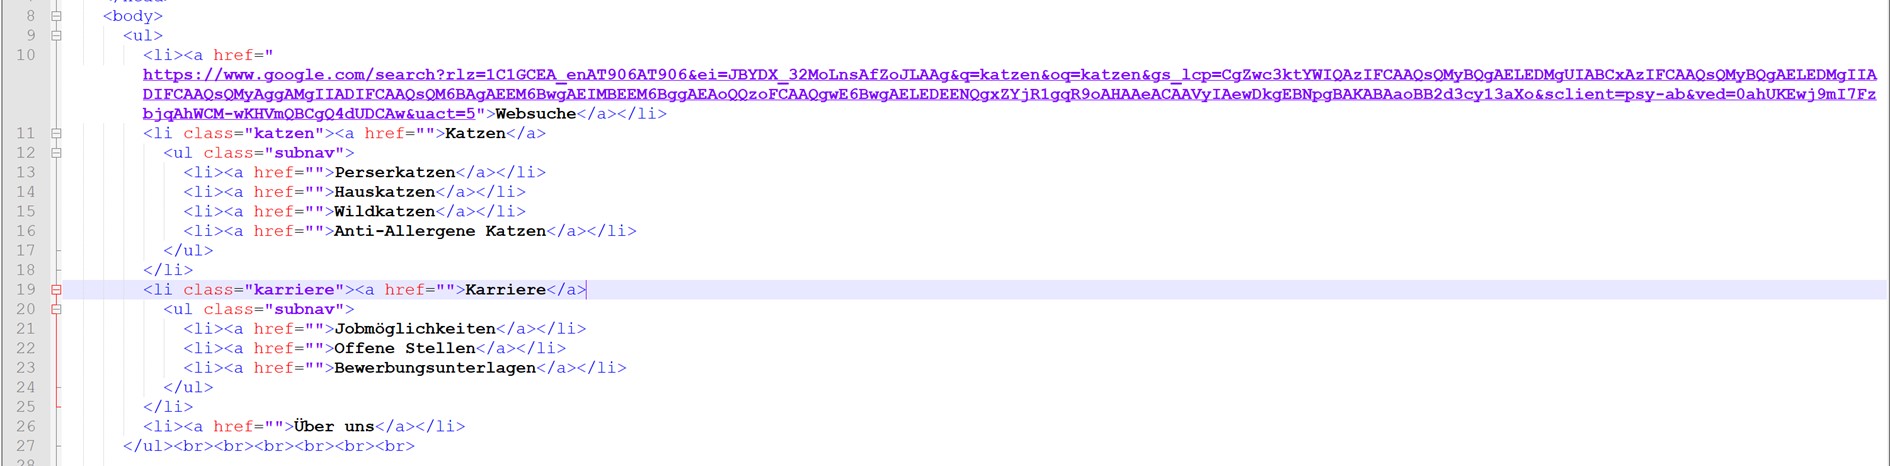 8 <body>
9 <ul>
10 <li><a href="
https://www.google.com/search?rlz=1C1GCEA_enAT906AT906&ei=JBYDX_32MoLnsAfZoJLAAg&q=katzen&oq=katzen&gs_lcp=CgZwc3ktYWIQAzIFCAAQsQMyBQgAELEDMgUIABCxAzIFCAAQsQMyBQgAELEDMgIIA
DIFCAAQsQMyAggAMgIIADIFCAAQsQM6BAgAEEM6BwgAEIMBEEM6BggAEAoQQzoFCAAQgwE6BwgAELEDEENQgxZYjR1gqR9oAHAAeACAAVyIAewDkgEBNpgBAKABAaoBB2d3cy13aXo&sclient=psy-ab&ved=0ahUKEwj9mI7Fz
bjqAhWCM-wKHVmQBCgQ4dUDCAw&uact=5">Websuche</a></li>
11 <li class="katzen"><a href="">Katzen</a>
12 <ul class="subnav">
13 <li><a href="">Perserkatzen</a></li>
14 <li><a href="">Hauskatzen</a></li>
15 <li><a href="">Wildkatzen</a></li>
16 <li><a href="">Anti-Allergene Katzen</a></li>
17 </ul>
18 </li>
19 <li class="karriere"><a href="">Karriere</a>
20 <ul class="subnav">
21 <li><a href="">Jobmöglichkeiten</a></li>
22 <li><a href="">Offene Stellen</a></li>
23 <li><a href="">Bewerbungsunterlagen</a></li>
24 </ul>
25 </li>
26 <li><a href="">Über uns</a></li>
27 </ul><br><br><br><br><br><br>